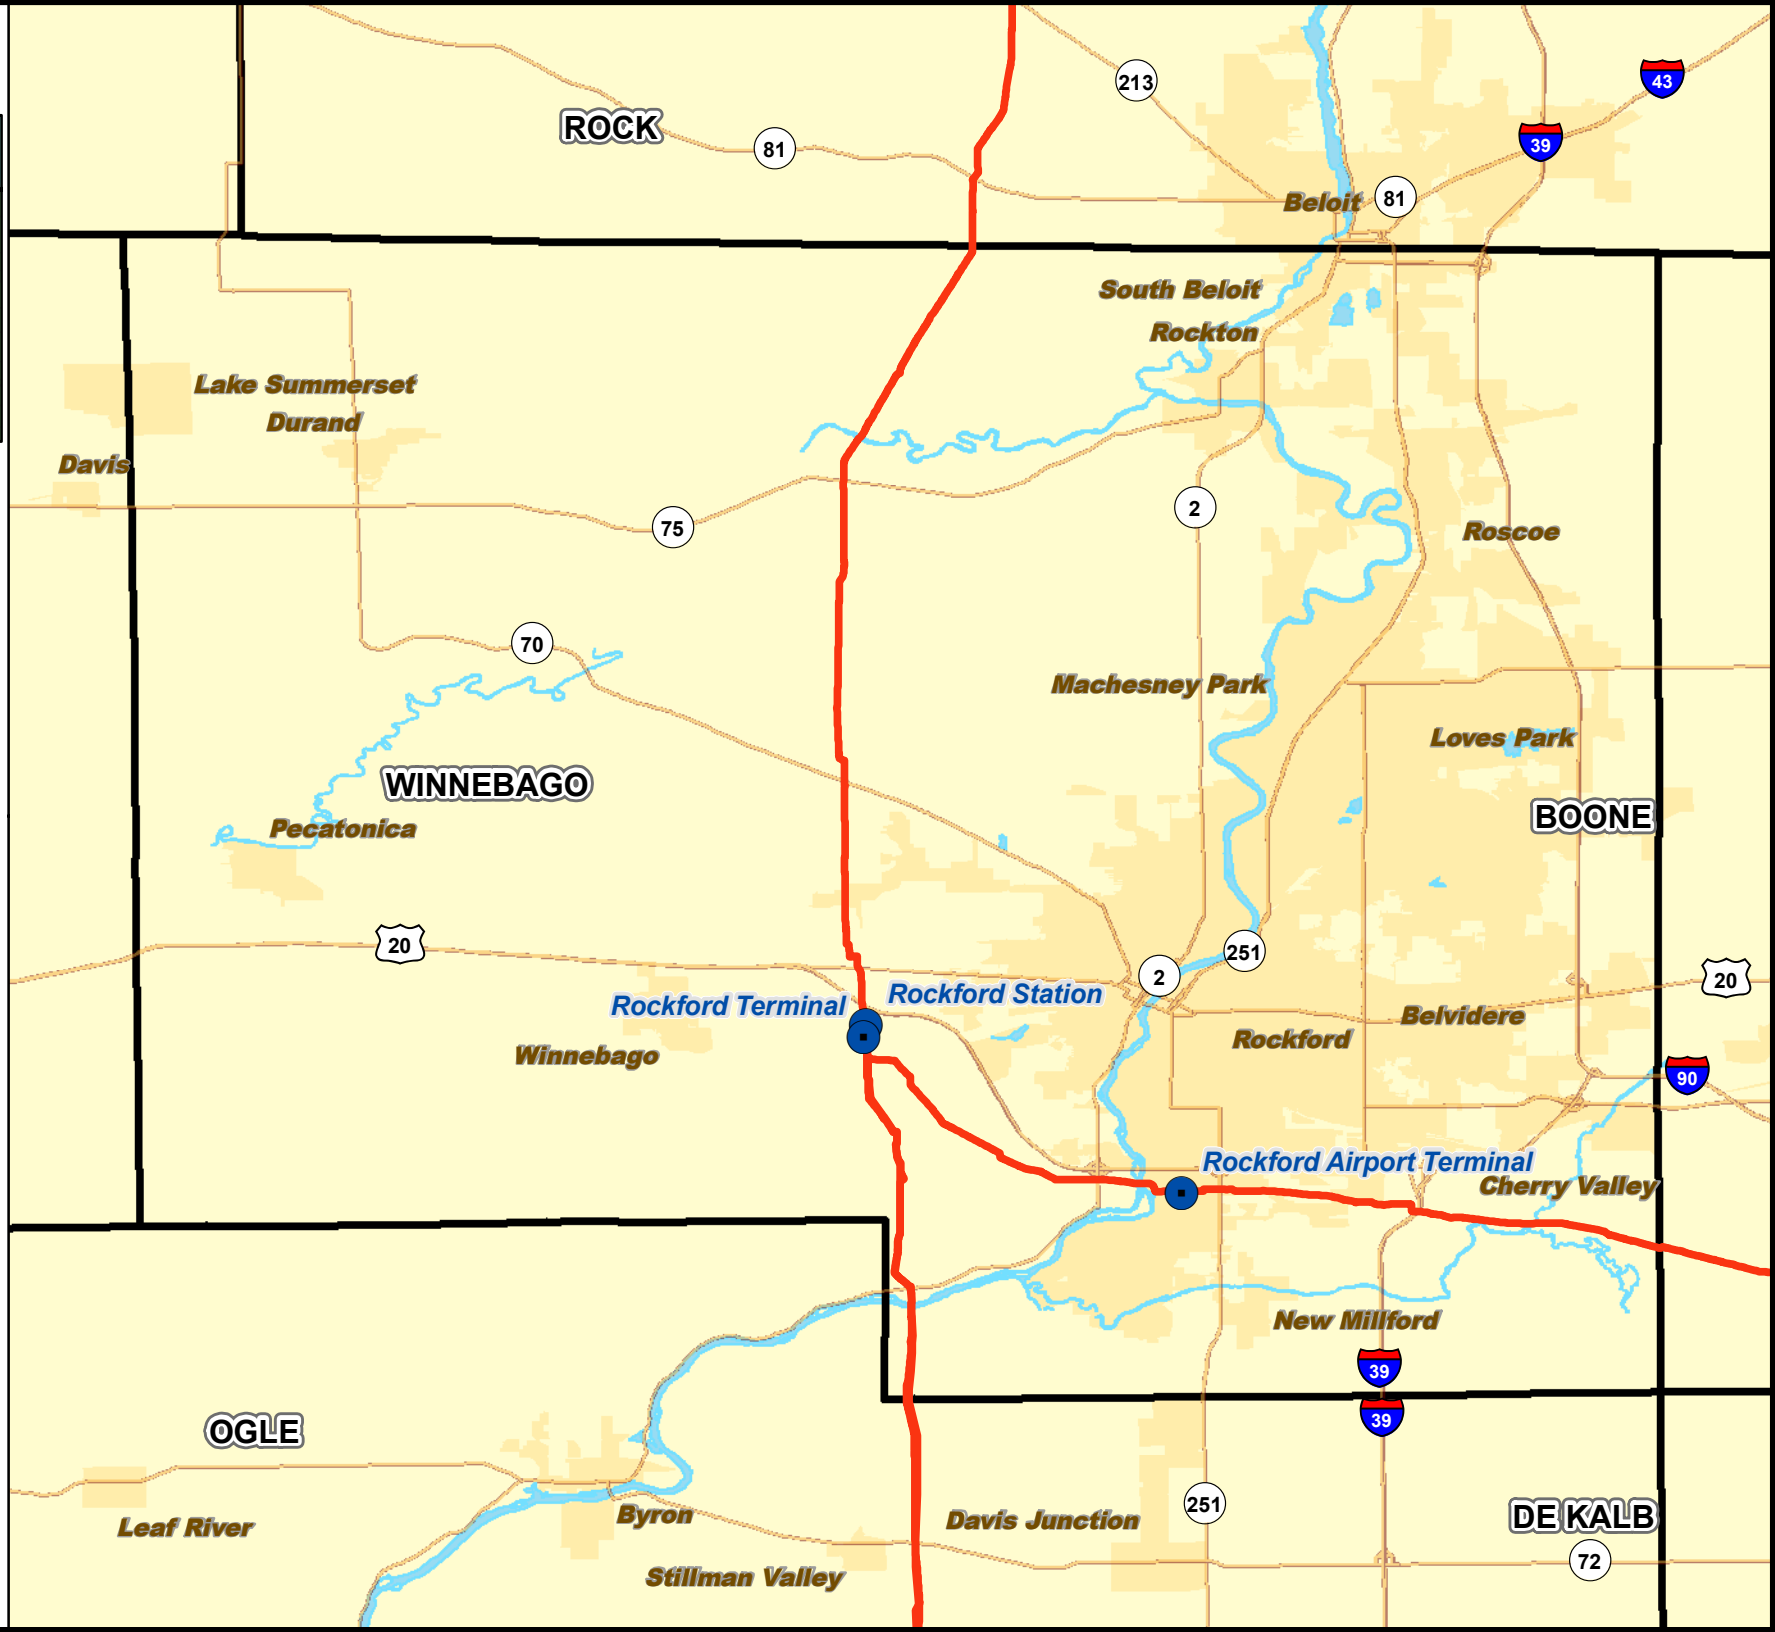 213
43
ROCK
81
39
Beloit
81
South Beloit
Rockton
Lake Summerset
Durand
Davis
75
2
Roscoe
70
Machesney Park
Loves Park
WINNEBAGO
BOONE
Pecatonica
20
251
2
20
Rockford Terminal
Rockford Station
Belvidere
Rockford
Winnebago
90
Rockford Airport Terminal
Cherry Valley
New Millford
39
39
OGLE
251
DE KALB
Byron
Davis Junction
Leaf River
72
Stillman Valley